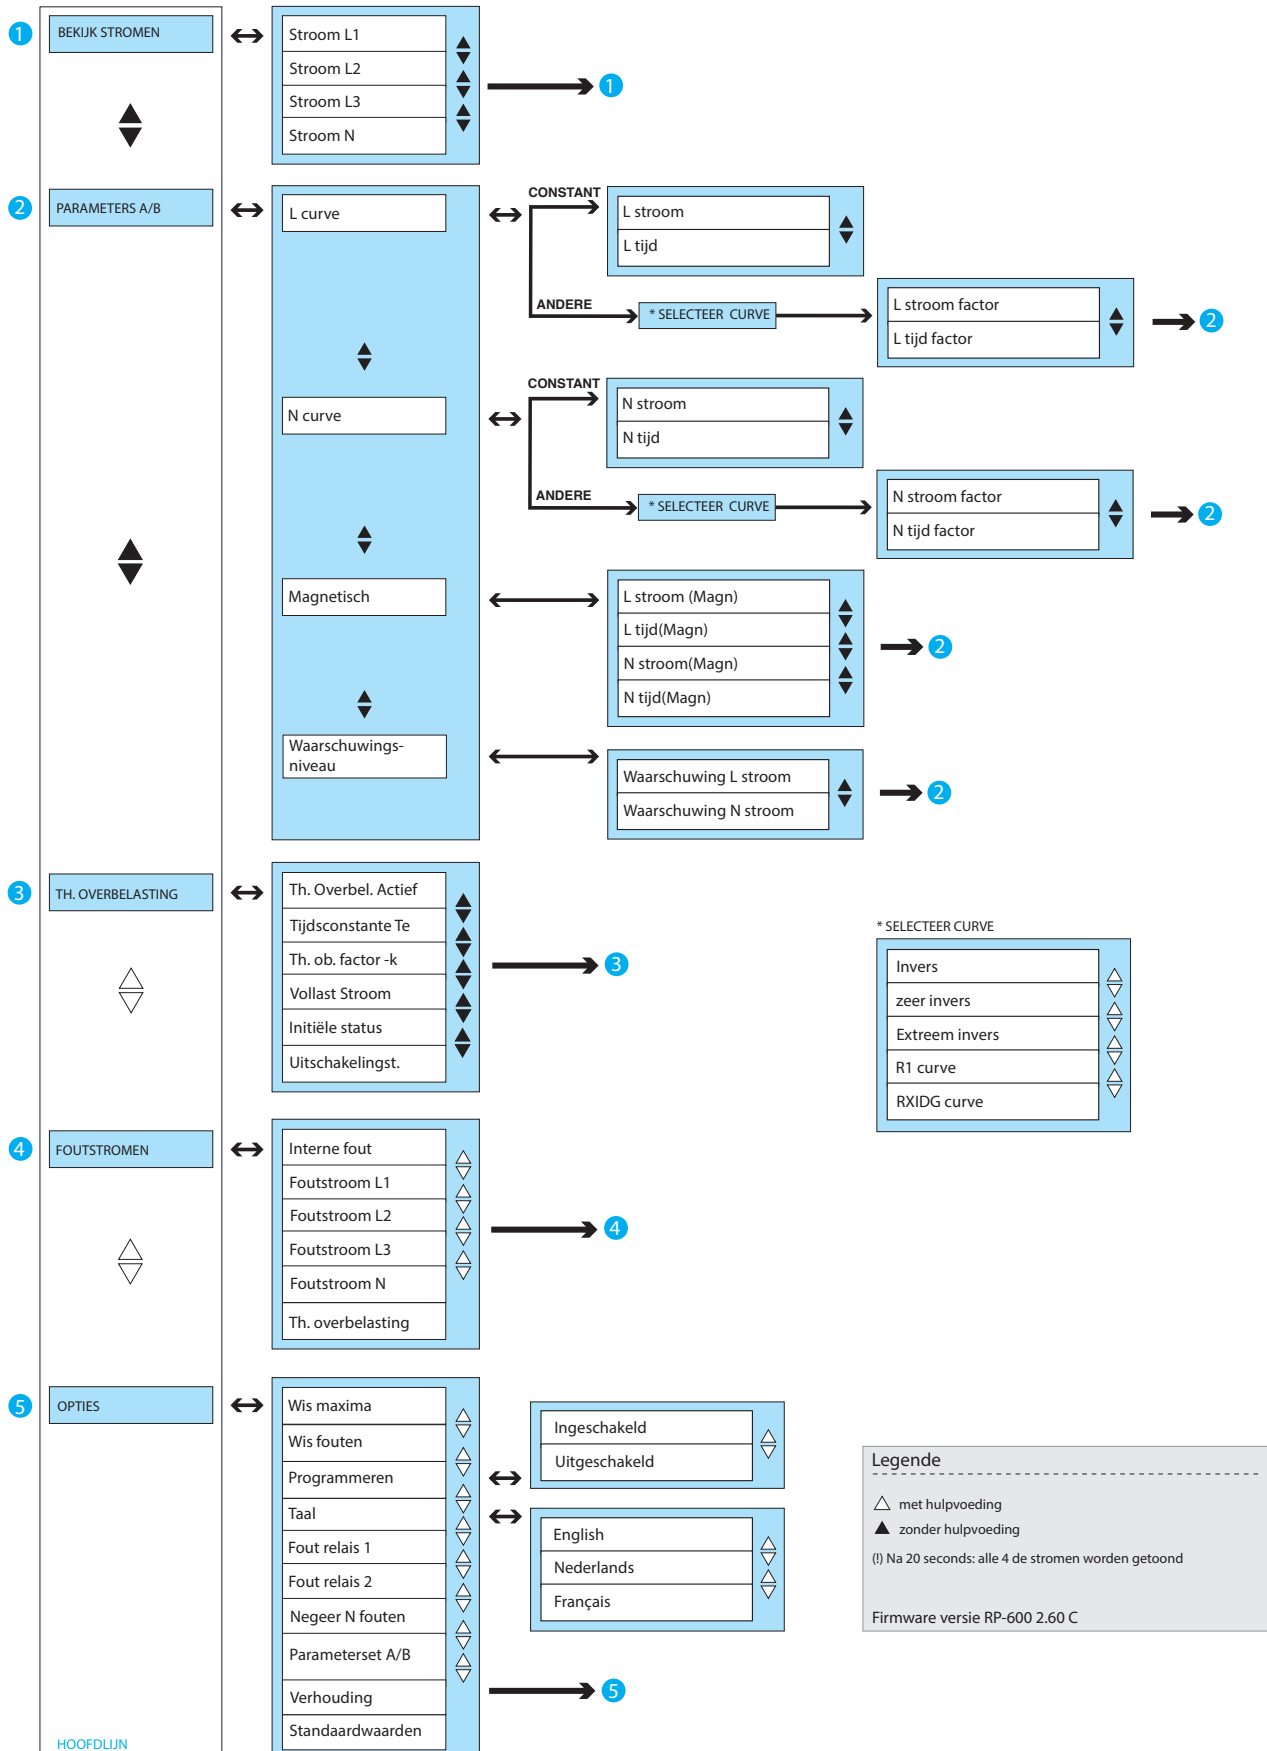 1
BEKIJK STROMEN
Stroom L1
Stroom L2
Stroom L3
Stroom N
1
2
PARAMETERS A/B
L curve
CONSTANT
L stroom
L tijd
ANDERE
* SELECTEER CURVE
L stroom factor
L tijd factor
2
N curve
CONSTANT
N stroom
N tijd
ANDERE
* SELECTEER CURVE
N stroom factor
N tijd factor
2
Magnetisch
L stroom (Magn)
L tijd(Magn)
N stroom(Magn)
N tijd(Magn)
2
Waarschuwings-
niveau
Waarschuwing L stroom
Waarschuwing N stroom
2
3
TH. OVERBELASTING
Th. Overbel. Actief
Tijdsconstante Te
Th. ob. factor -k
Vollast Stroom
Initiële status
Uitschakelingst.
3
* SELECTEER CURVE
Invers
zeer invers
Extreem invers
R1 curve
RXIDG curve
4
FOUTSTROMEN
Interne fout
Foutstroom L1
Foutstroom L2
Foutstroom L3
Foutstroom N
Th. overbelasting
4
5
OPTIES
Wis maxima
Wis fouten
Programmeren
Taal
Fout relais 1
Fout relais 2
Negeer N fouten
Parameterset A/B
Verhouding
Standaardwaarden
Ingeschakeld
Uitgeschakeld
English
Nederlands
Français
5
Legende
met hulpvoeding
zonder hulpvoeding
(!) Na 20 seconds: alle 4 de stromen worden getoond
Firmware versie RP-600 2.60 C
HOOFDLIJN